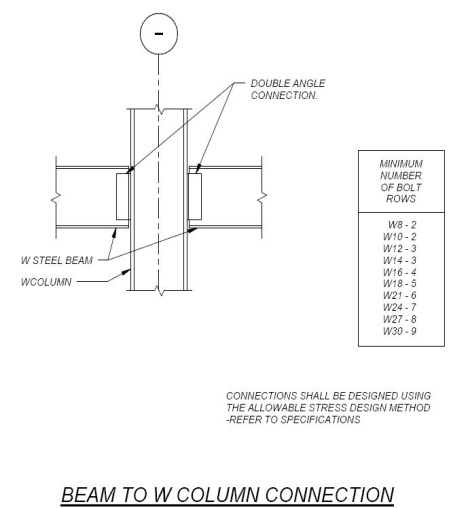 -
DOUBLE ANGLE
CONNECTION.
MINIMUM
NUMBER
OF BOLT
ROWS
W8 - 2
W10 - 2
W12 - 3
W14 - 3
W16 - 4
W18 - 5
W21 - 6
W24 - 7
W27 - 8
W30 - 9
W STEEL BEAM
WCOLUMN
CONNECTIONS SHALL BE DESIGNED USING
THE ALLOWABLE STRESS DESIGN METHOD
-REFER TO SPECIFICATIONS
BEAM TO W COLUMN CONNECTION